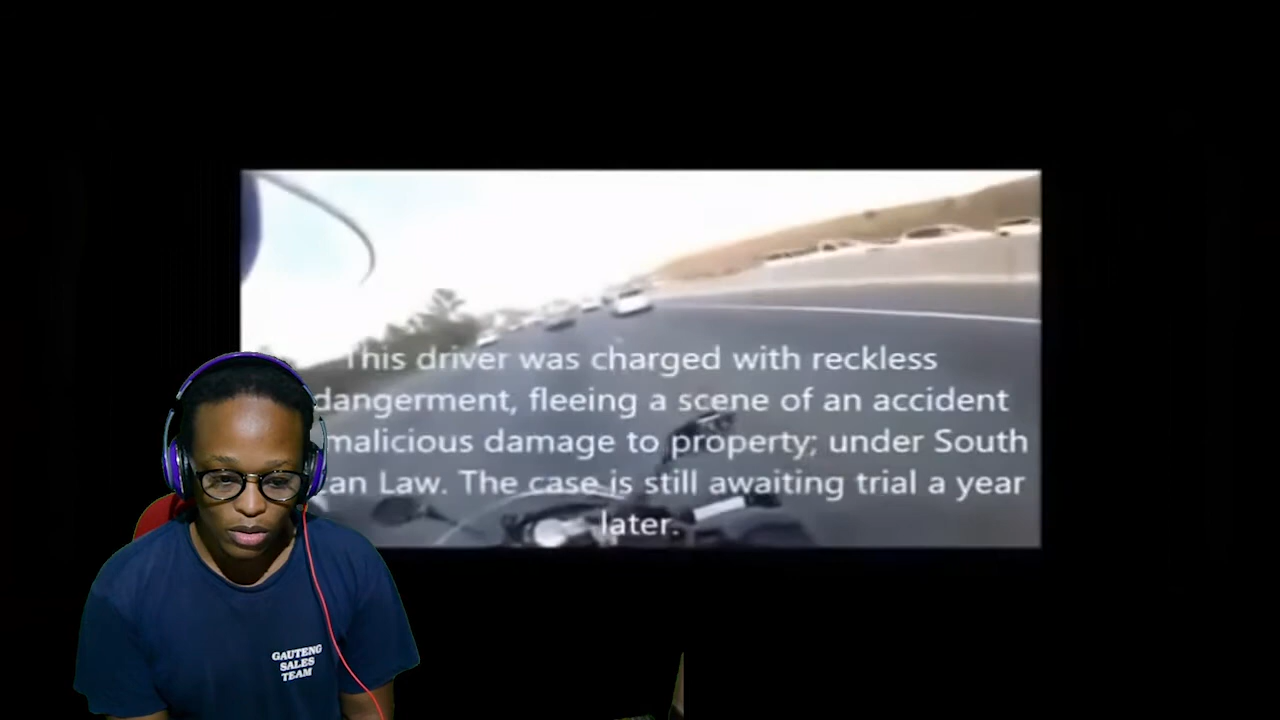 This driver was charged with reckless
dangerment, fleeing a scene of an accident
malicious damage to property; under South
an Law. The case is still awaiting trial a year
later.
GAUTENG
SALES
TEAM